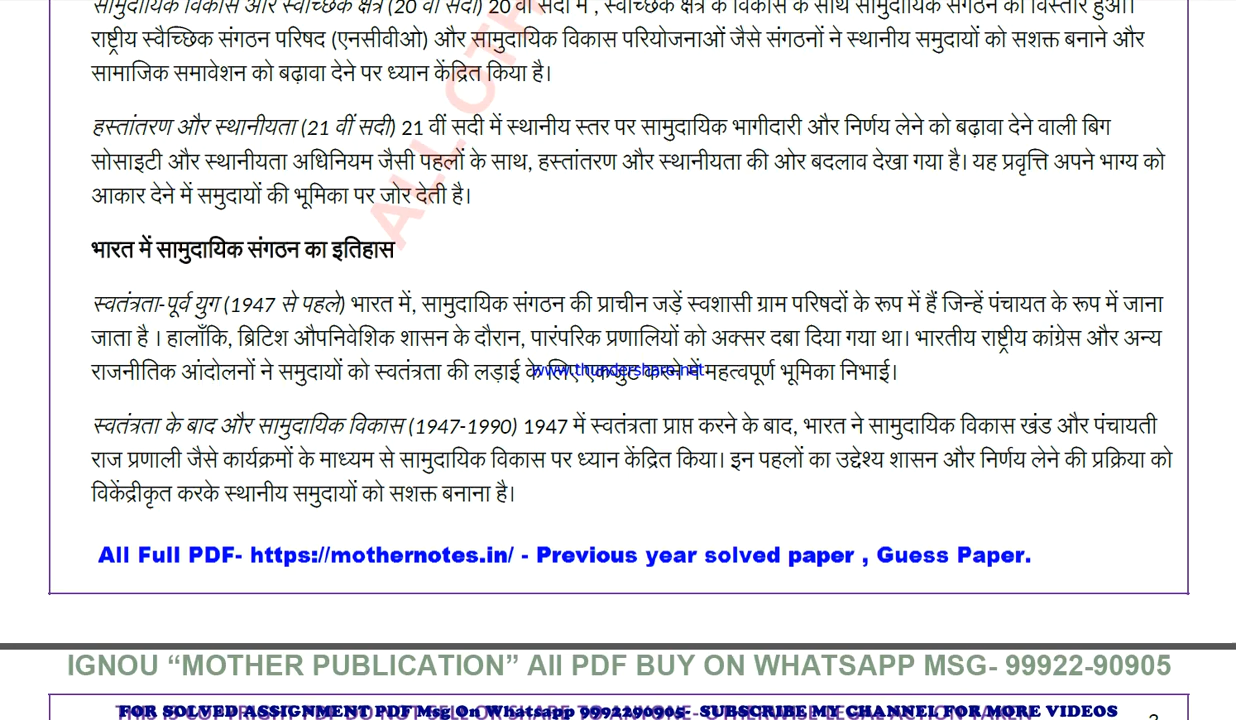 सामुदायिक विकास और स्वैच्छिक क्षेत्र (20 वीं सदी) 20 वीं सदी में , स्वैच्छिक क्षेत्र के विकास के साथ सामुदायिक संगठन का विस्तार हुआ।
राष्ट्रीय स्वैच्छिक संगठन परिषद (एनसीवीओ) और सामुदायिक विकास परियोजनाओं जैसे संगठनों ने स्थानीय समुदायों को सशक्त बनाने और
सामाजिक समावेशन को बढ़ावा देने पर ध्यान केंद्रित किया है।
ALL OTH
हस्तांतरण और स्थानीयता (21 वीं सदी) 21 वीं सदी में स्थानीय स्तर पर सामुदायिक भागीदारी और निर्णय लेने को बढ़ावा देने वाली बिग
सोसाइटी और स्थानीयता अधिनियम जैसी पहलों के साथ, हस्तांतरण और स्थानीयता की ओर बदलाव देखा गया है। यह प्रवृत्ति अपने भाग्य को
आकार देने में समुदायों की भूमिका पर जोर देती है।
भारत में सामुदायिक संगठन का इतिहास
स्वतंत्रता-पूर्व युग (1947 से पहले) भारत में, सामुदायिक संगठन की प्राचीन जड़ें स्वशासी ग्राम परिषदों के रूप में हैं जिन्हें पंचायत के रूप में जाना
जाता है । हालाँकि, ब्रिटिश औपनिवेशिक शासन के दौरान, पारंपरिक प्रणालियों को अक्सर दबा दिया गया था। भारतीय राष्ट्रीय कांग्रेस और अन्य
राजनीतिक आंदोलनों ने समुदायों को स्वतंत्रता की लड़ाई के लिए एकजुट करने में महत्वपूर्ण भूमिका निभाई।
www.thundershare.net
स्वतंत्रता के बाद और सामुदायिक विकास (1947-1990) 1947 में स्वतंत्रता प्राप्त करने के बाद, भारत ने सामुदायिक विकास खंड और पंचायती
राज प्रणाली जैसे कार्यक्रमों के माध्यम से सामुदायिक विकास पर ध्यान केंद्रित किया। इन पहलों का उद्देश्य शासन और निर्णय लेने की प्रक्रिया को
विकेंद्रीकृत करके स्थानीय समुदायों को सशक्त बनाना है।
All Full PDF- https://mothernotes.in/ - Previous year solved paper , Guess Paper.
IGNOU “MOTHER PUBLICATION” All PDF BUY ON WHATSAPP MSG- 99922-90905
FOR SOLVED ASSIGNMENT PDF Msg On Whatsapp 9992290905- SUBSCRIBE MY CHANNEL FOR MORE VIDEOS